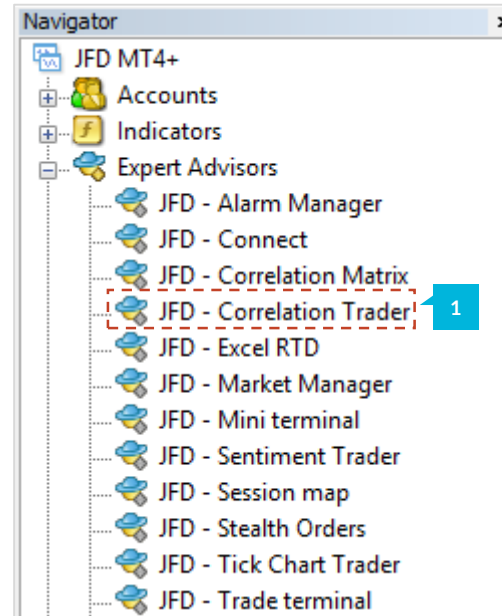 Navigator
JFD MT4+
Accounts
Indicators
Expert Advisors
JFD - Alarm Manager
JFD - Connect
JFD - Correlation Matrix
JFD - Correlation Trader
1
JFD - Excel RTD
JFD - Market Manager
JFD - Mini terminal
JFD - Sentiment Trader
JFD - Session map
JFD - Stealth Orders
JFD - Tick Chart Trader
JFD - Trade terminal